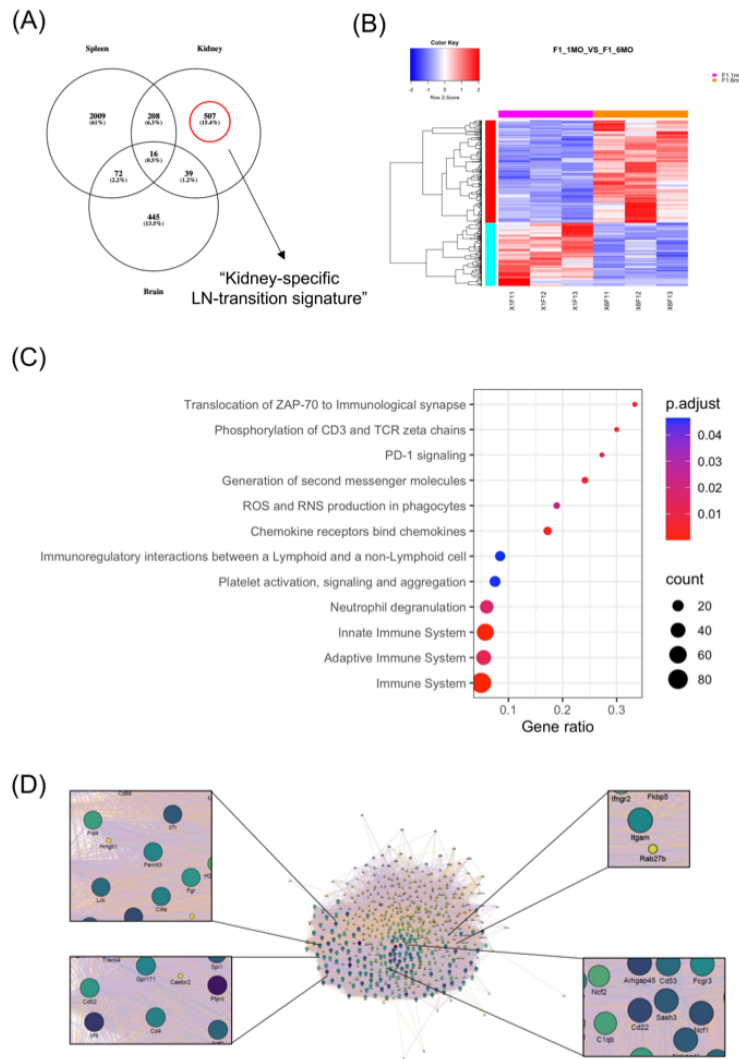 (A)
Spleen
Kidney
2009
(61%)
208
(6.3%)
507
(15.4%)
16
(0.5%)
72
(2.2%)
39
(1.2%)
445
(13.5%)
Brain
“Kidney-specific
LN-transition signature”
(B)
Color Key
-2 -1 0 1 2
Row Z-Score
F1_1MO_VS_F1_6MO
F1.1m
F1.6m
X1F11
X1F12
X1F13
X6F11
X6F12
X6F13
(C)
Translocation of ZAP-70 to Immunological synapse
Phosphorylation of CD3 and TCR zeta chains
PD-1 signaling
Generation of second messenger molecules
ROS and RNS production in phagocytes
Chemokine receptors bind chemokines
Immunoregulatory interactions between a Lymphoid and a non-Lymphoid cell
Platelet activation, signaling and aggregation
Neutrophil degranulation
Innate Immune System
Adaptive Immune System
Immune System
0.1 0.2 0.3
Gene ratio
p.adjust
0.04
0.03
0.02
0.01
count
20
40
60
80
(D)
Cd86
Pld4
Il7r
Hmgb1
Fermt3
Lck
Fgr
Ciita
H2
Trem4
Gpr171
Castor2
Spi1
Cd52
Ptprc
Cd4
Ifngr2
Fkbp5
Itgam
Rab27b
Ncf2
Arhgap45
Cd53
Fcgr3
Sash3
C1qb
Cd22
Ncf1